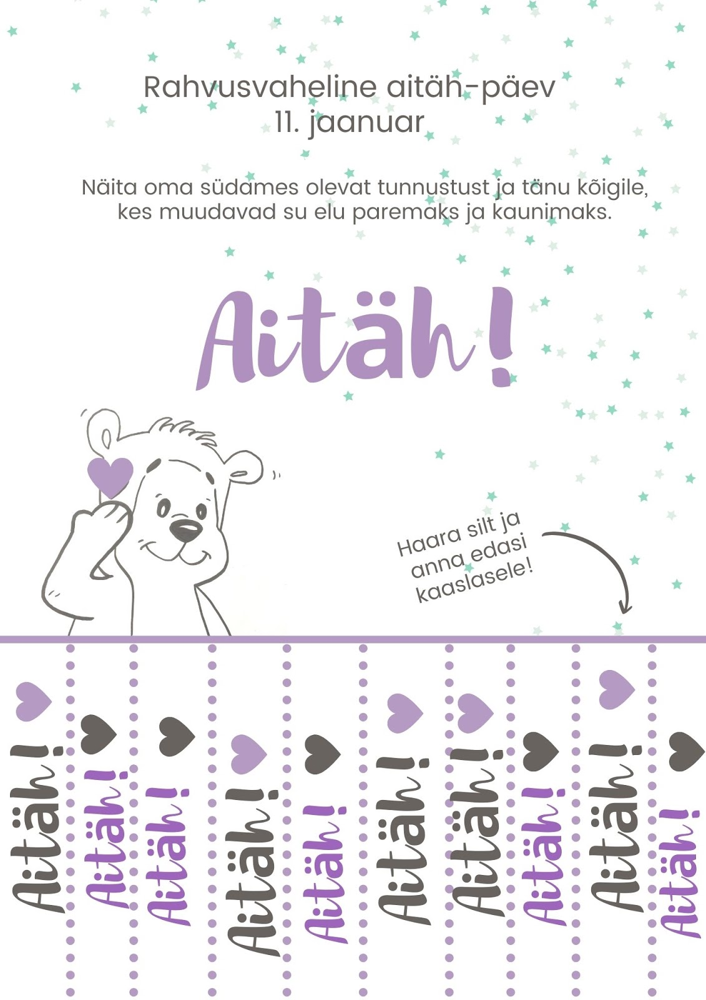 Rahvusvaheline aitäh-päev
11. jaanuar
Näita oma südames olevat tunnustust ja tänu kõigile,
kes muudavad su elu paremaks ja kaunimaks.
Aitäh!
Haara silt ja
anna edasi
kaaslasele!
Aitäh!
Aitäh!
Aitäh!
Aitäh!
Aitäh!
Aitäh!
Aitäh!
Aitäh!
Aitäh!
Aitäh!